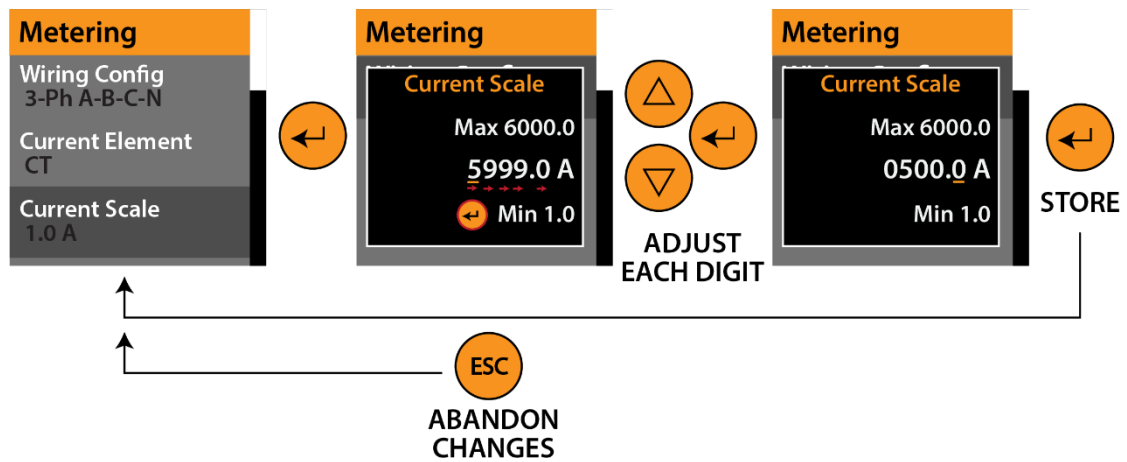 Metering
Wiring Config
3-Ph A-B-C-N
Current Element
CT
Current Scale
1.0 A
Metering
Current Scale
Max 6000.0
5999.0 A
Min 1.0
ADJUST
EACH DIGIT
Metering
Current Scale
Max 6000.0
0500.0 A
Min 1.0
STORE
ESC
ABANDON
CHANGES